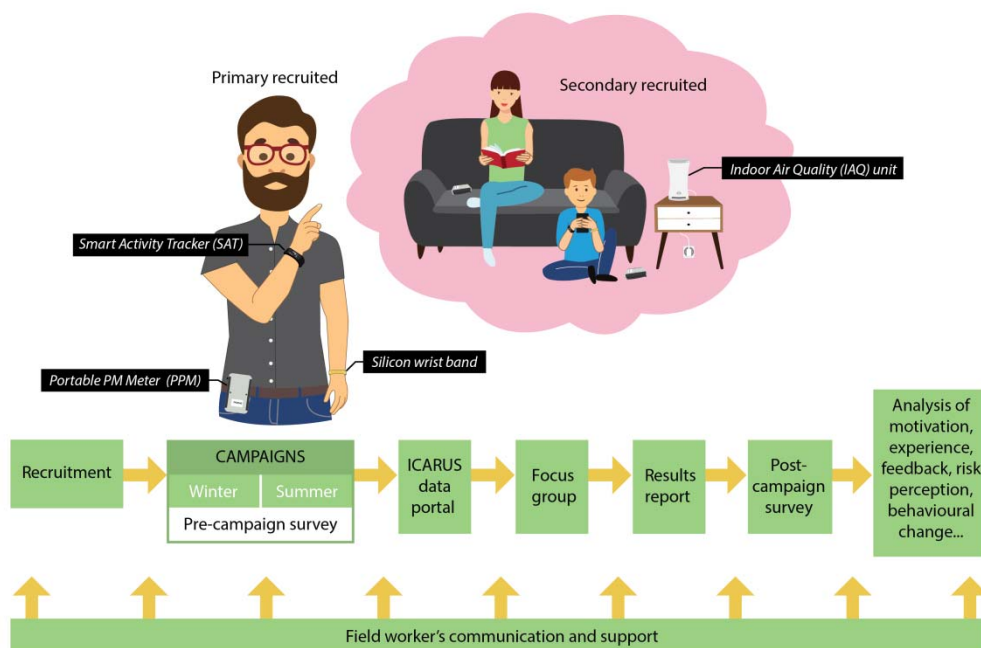 Primary recruited
Secondary recruited
Indoor Air Quality (IAQ) unit
Smart Activity Tracker (SAT)
Silicon wrist band
Portable PM Meter (PPM)
Recruitment
CAMPAIGNS
Winter
Summer
Pre-campaign survey
ICARUS
data
portal
Focus
group
Results
report
Post-
campaign
survey
Analysis of
motivation,
experience,
feedback, risk
perception,
behavioural
change...
Field worker's communication and support